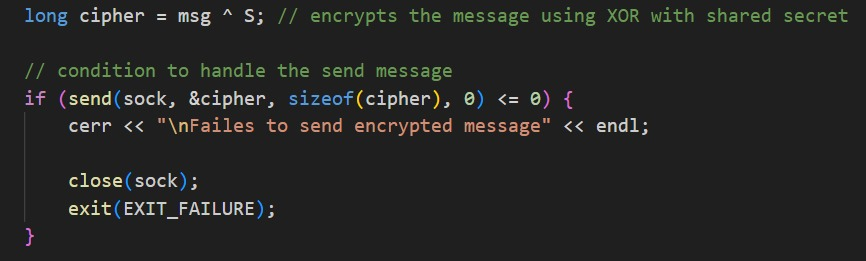 long cipher = msg ^ S; // encrypts the message using XOR with shared secret
// condition to handle the send message
if (send(sock, &cipher, sizeof(cipher), 0) <= 0) {
cerr << "\nFailes to send encrypted message" << endl;
close(sock);
exit(EXIT_FAILURE);
}